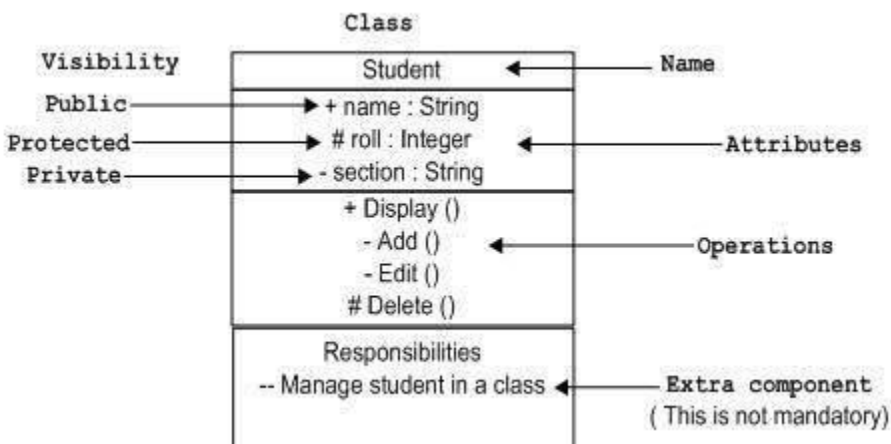 Class
Visibility
Student
Name
Public
+ name : String
Protected
# roll : Integer
Attributes
Private
- section : String
+ Display ()
- Add ()
Operations
- Edit ()
# Delete ()
Responsibilities
-- Manage student in a class
Extra component
( This is not mandatory)